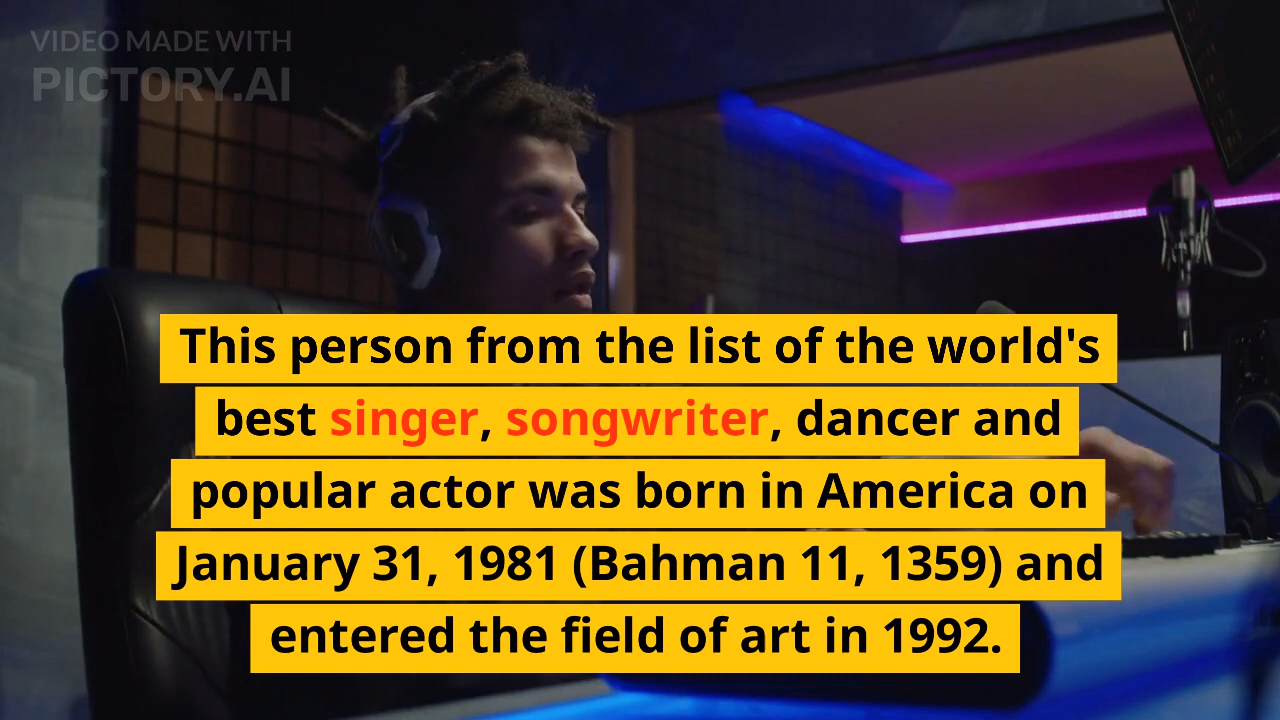 VIDEO MADE WITH
PICTORY.AI
This person from the list of the world's
best singer, songwriter, dancer and
popular actor was born in America on
January 31, 1981 (Bahman 11, 1359) and
entered the field of art in 1992.